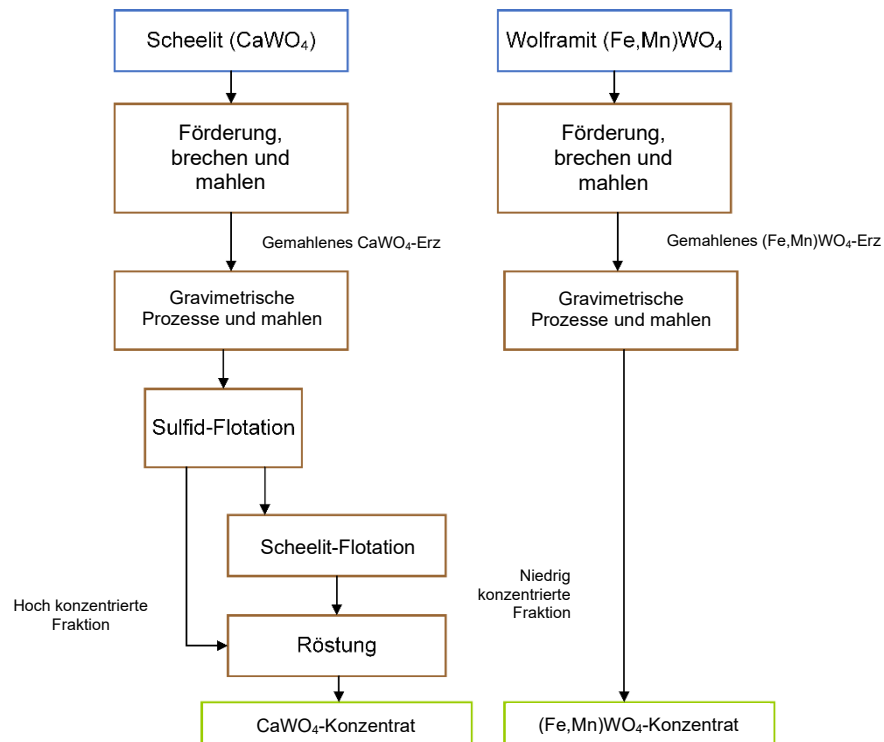 Scheelit (CaWO₄)
Wolframit (Fe,Mn)WO₄
Förderung,
brechen und
mahlen
Förderung,
brechen und
mahlen
Gemahlenes CaWO₄-Erz
Gemahlenes (Fe,Mn)WO₄-Erz
Gravimetrische
Prozesse und mahlen
Gravimetrische
Prozesse und mahlen
Sulfid-Flotation
Scheelit-Flotation
Hoch konzentrierte
Fraktion
Niedrig
konzentrierte
Fraktion
Röstung
CaWO₄-Konzentrat
(Fe,Mn)WO₄-Konzentrat